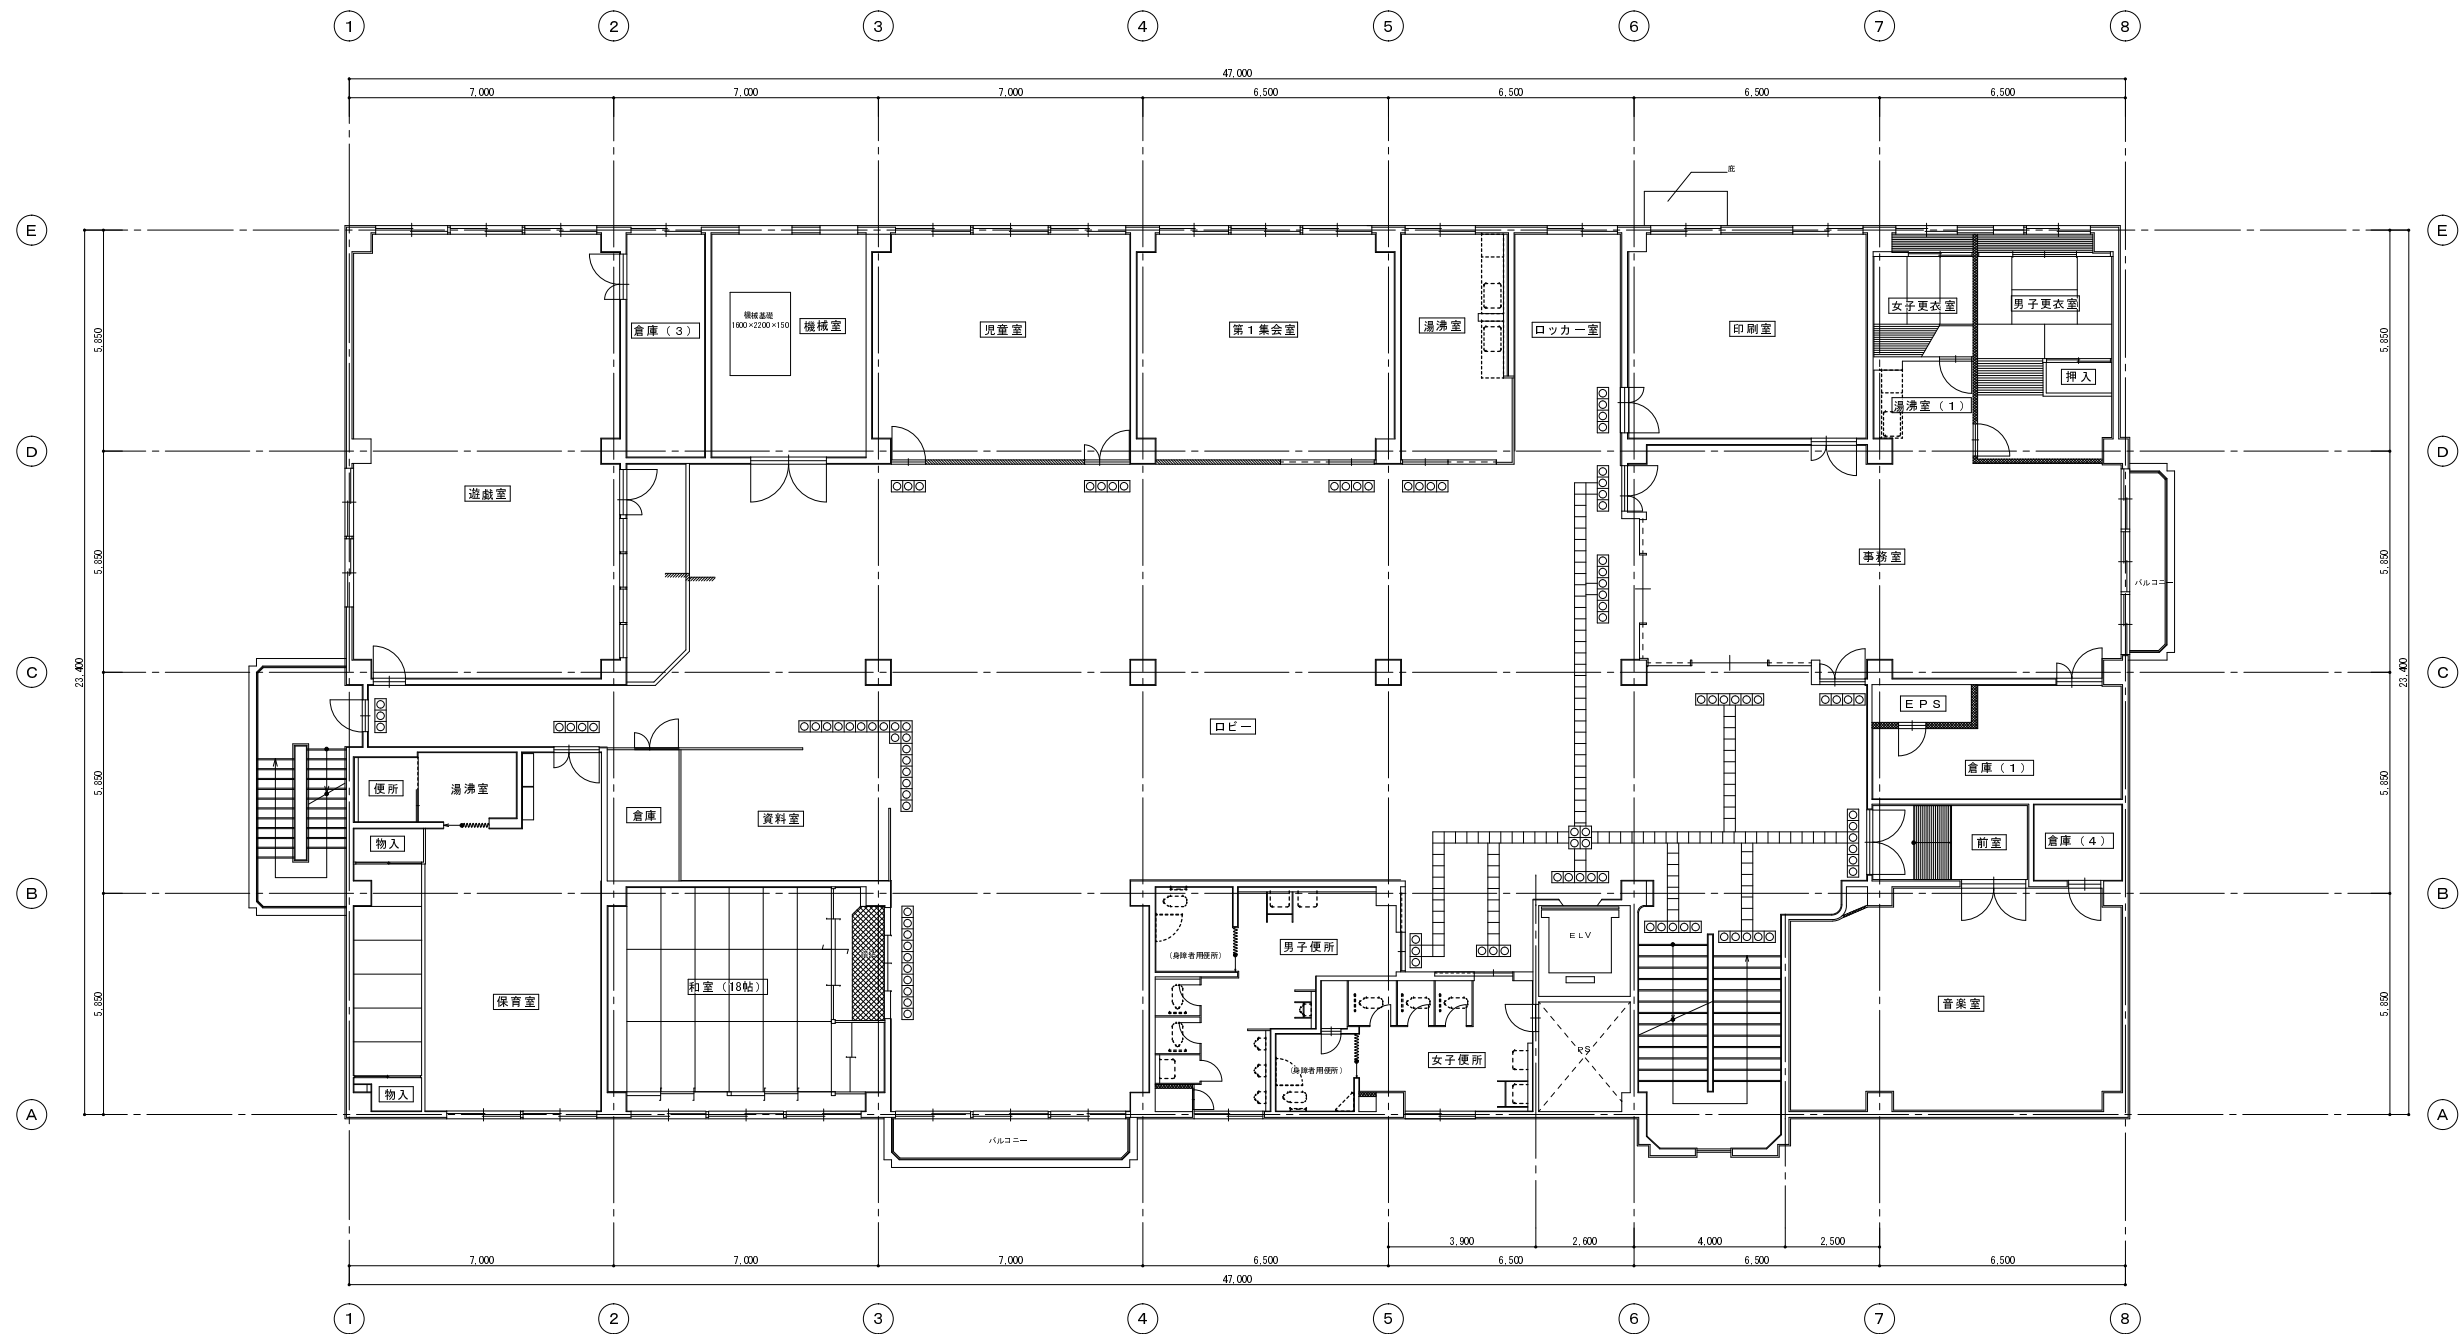 1 2 3 4 5 6 7 8
47,000
7,000 7,000 7,000 6,500 6,500 6,500 6,500
庇
E E
機械基礎
1600×2200×150
倉庫(3)
機械室
児童室
第1集会室
湯沸室
ロッカー室
印刷室
女子更衣室
男子更衣室
5,850 5,850
押入
湯沸室(1)
D D
遊戯室
事務室
バルコニー
5,850 5,850
C C
23,400 23,400
EPS
ロビー
倉庫(1)
便所
湯沸室
5,850 5,850
倉庫
資料室
物入
前室
倉庫(4)
B B
ELV
男子便所
(身障者用便所)
和室(18帖)
保育室
音楽室
5,850 5,850
PS
女子便所
(身障者用便所)
物入
A A
バルコニー
3,900 2,600 4,000 2,500
7,000 7,000 7,000 6,500 6,500 6,500 6,500
47,000
1 2 3 4 5 6 7 8